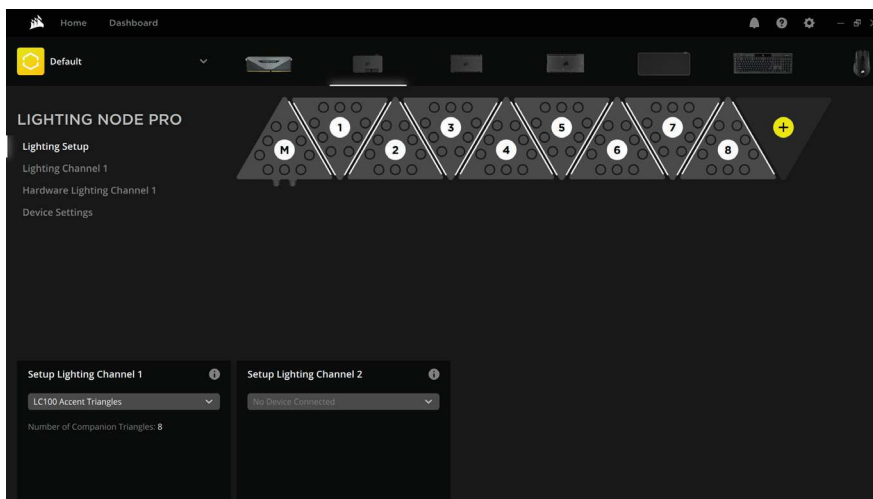 Home Dashboard
Default
LIGHTING NODE PRO
Lighting Setup
Lighting Channel 1
Hardware Lighting Channel 1
Device Settings
1 3 5 7
M 2 4 6 8
Setup Lighting Channel 1
LC100 Accent Triangles
Number of Companion Triangles: 8
Setup Lighting Channel 2
No Device Connected